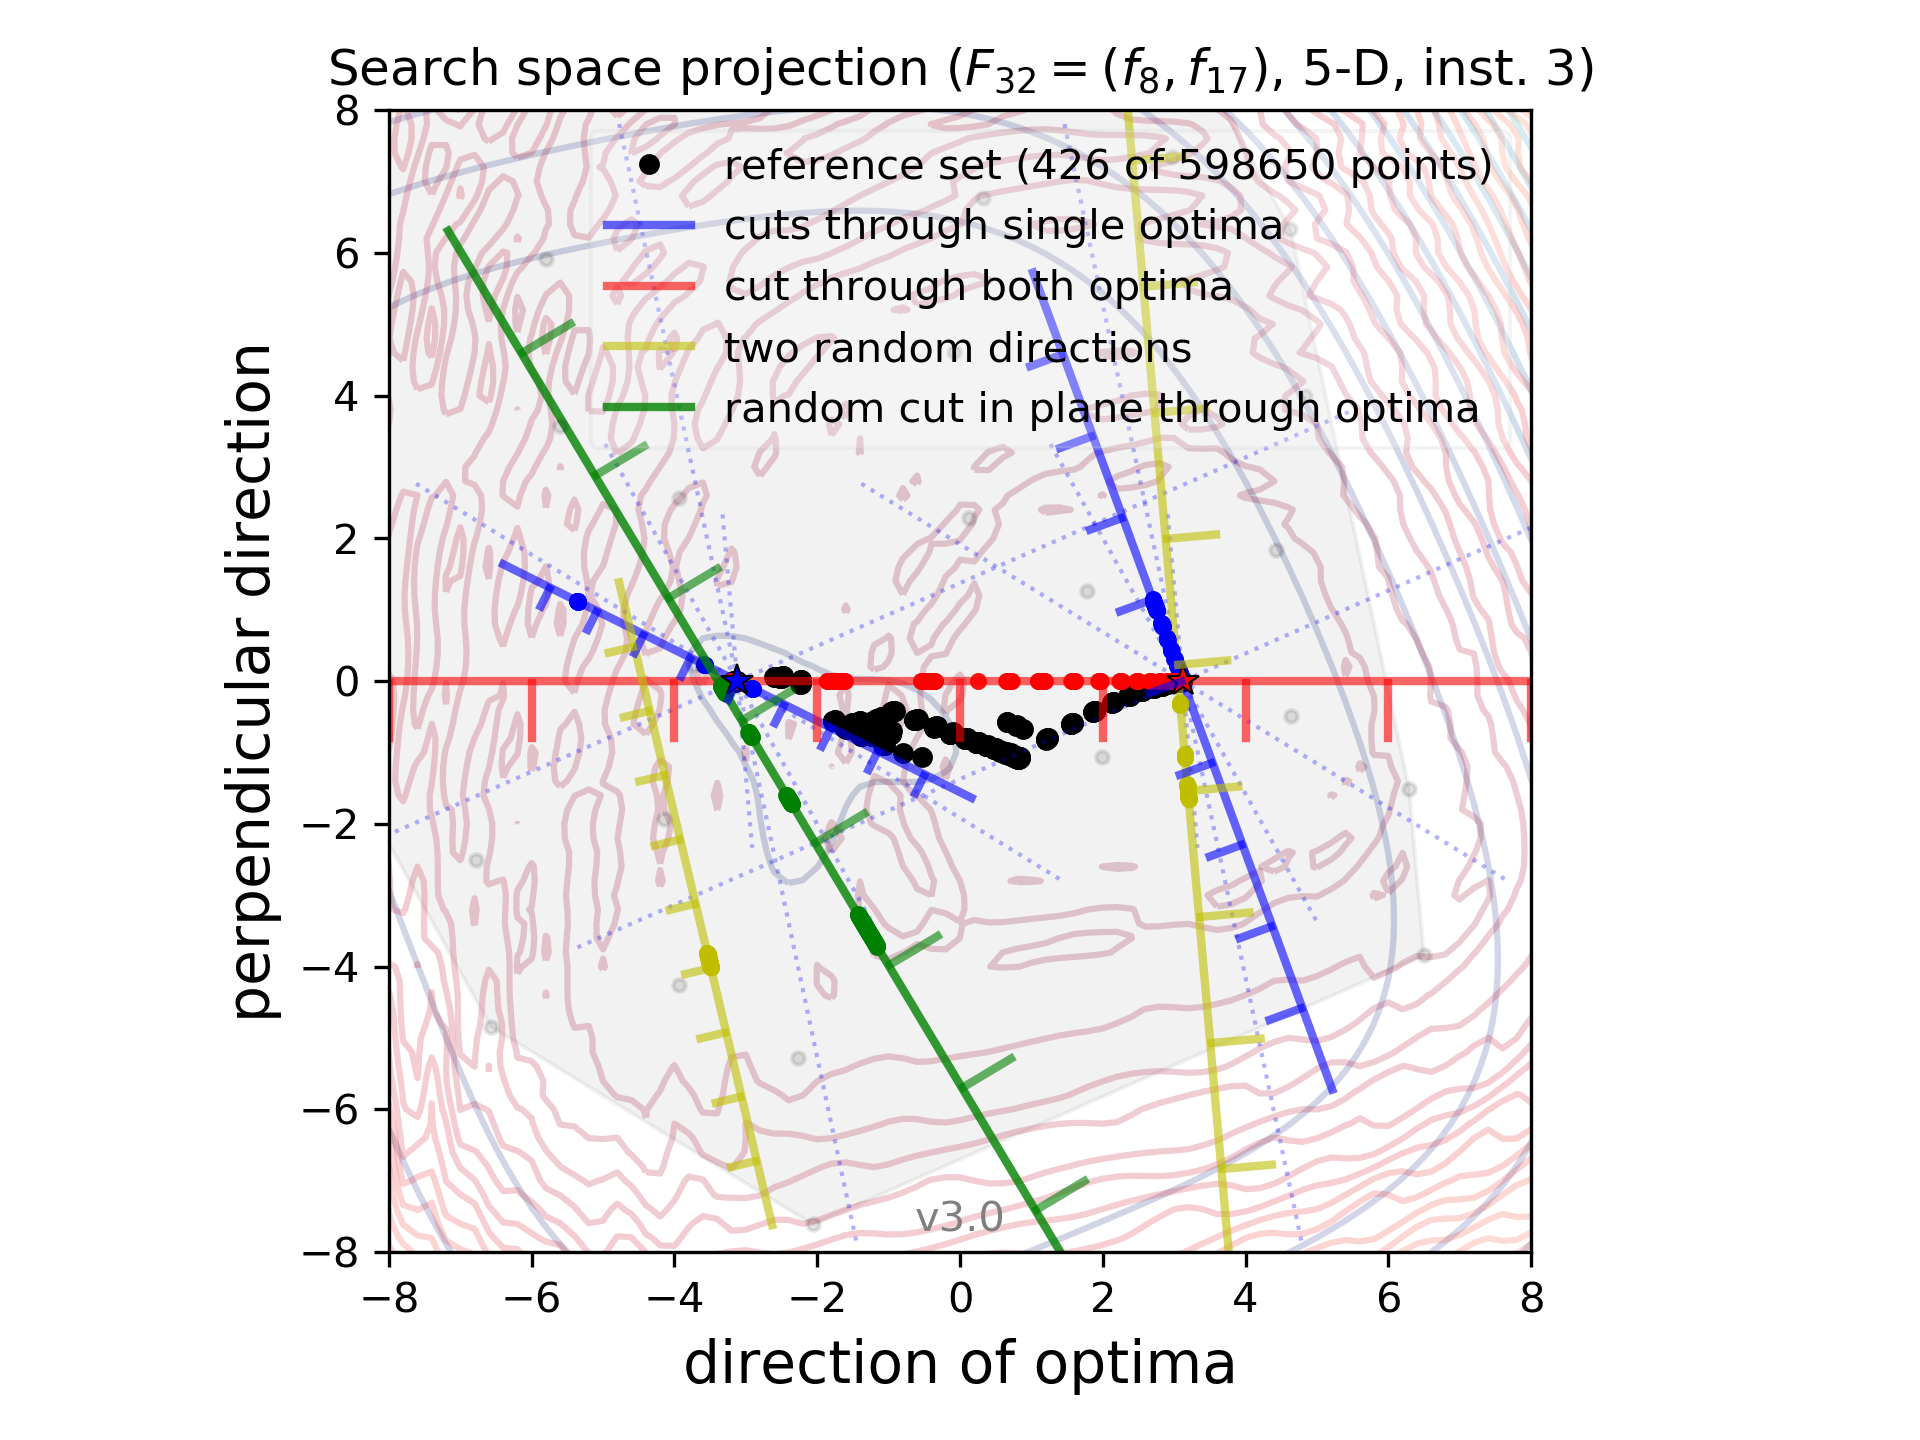 Search space projection (F₃₂ = (f₈, f₁₇), 5-D, inst. 3)
reference set (426 of 598650 points)
cuts through single optima
cut through both optima
two random directions
random cut in plane through optima
8
6
4
2
0
−2
−4
−6
−8
perpendicular direction
v3.0
−8 −6 −4 −2 0 2 4 6 8
direction of optima